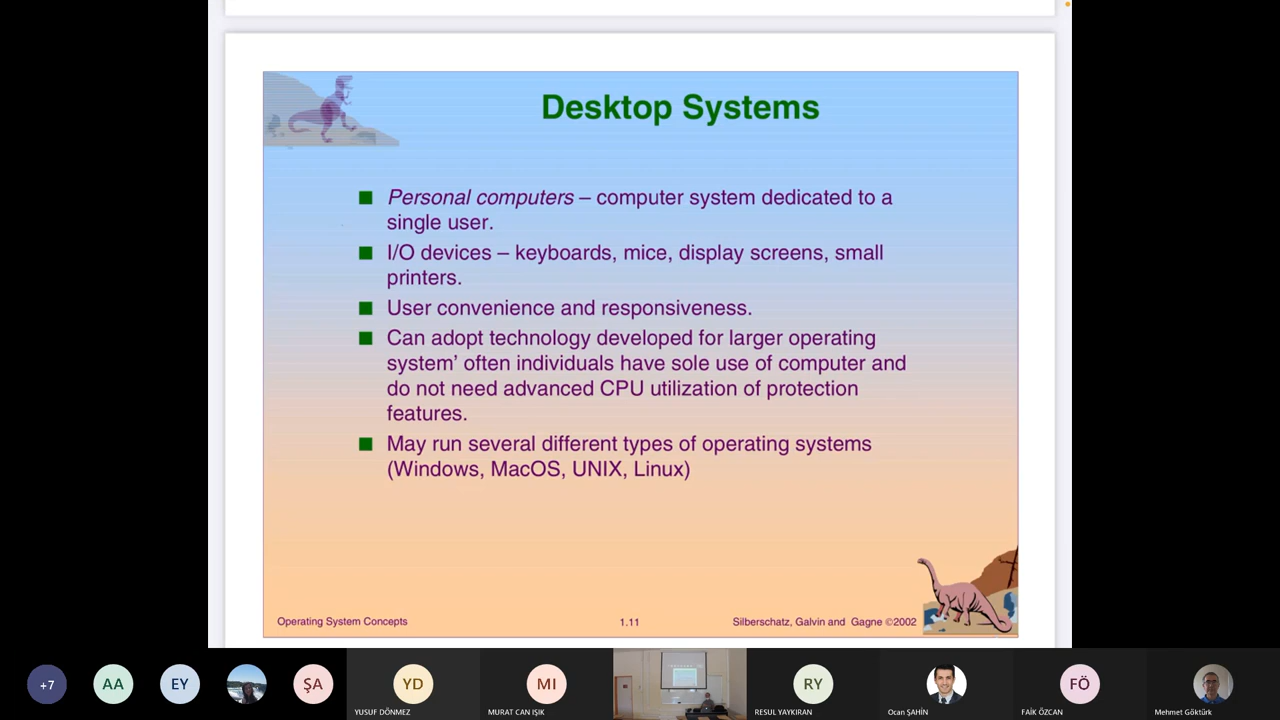 Desktop Systems
Personal computers – computer system dedicated to a
single user.
I/O devices – keyboards, mice, display screens, small
printers.
User convenience and responsiveness.
Can adopt technology developed for larger operating
system’ often individuals have sole use of computer and
do not need advanced CPU utilization of protection
features.
May run several different types of operating systems
(Windows, MacOS, UNIX, Linux)
Operating System Concepts
1.11
Silberschatz, Galvin and Gagne ©2002
+7
AA
EY
ŞA
YD
YUSUF DÖNMEZ
MI
MURAT CAN IŞIK
RY
RESUL YAYKIRAN
Ocan ŞAHİN
FÖ
FAİK ÖZCAN
Mehmet Göktürk